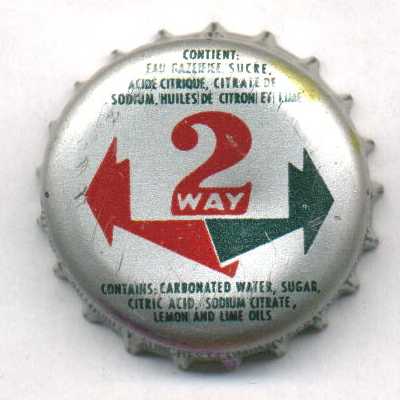 CONTIENT:
EAU GAZEIFIEE, SUCRE,
ACIDE CITRIQUE, CITRATE DE
SODIUM, HUILES DE CITRON ET LIME
2
WAY
CONTAINS: CARBONATED WATER, SUGAR,
CITRIC ACID, SODIUM CITRATE,
LEMON AND LIME OILS